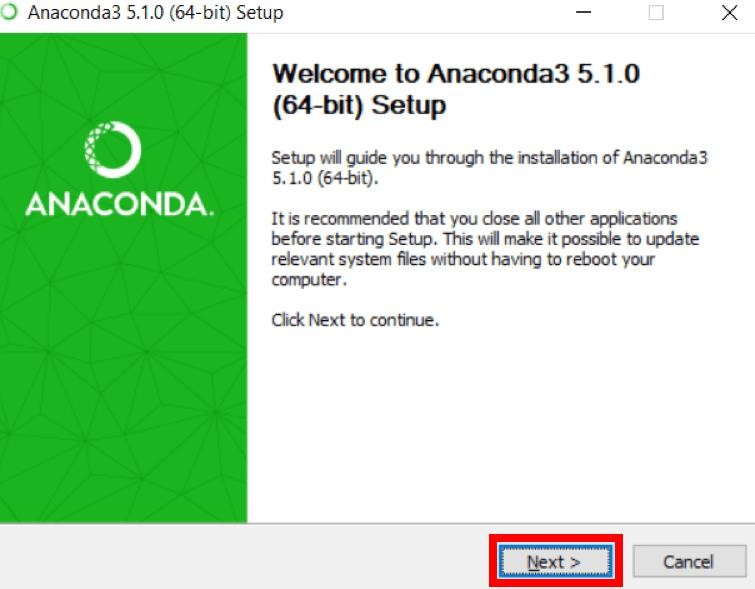 Anaconda3 5.1.0 (64-bit) Setup
Welcome to Anaconda3 5.1.0
(64-bit) Setup
Setup will guide you through the installation of Anaconda3
5.1.0 (64-bit).
It is recommended that you close all other applications
before starting Setup. This will make it possible to update
relevant system files without having to reboot your
computer.
Click Next to continue.
ANACONDA.
Next >
Cancel